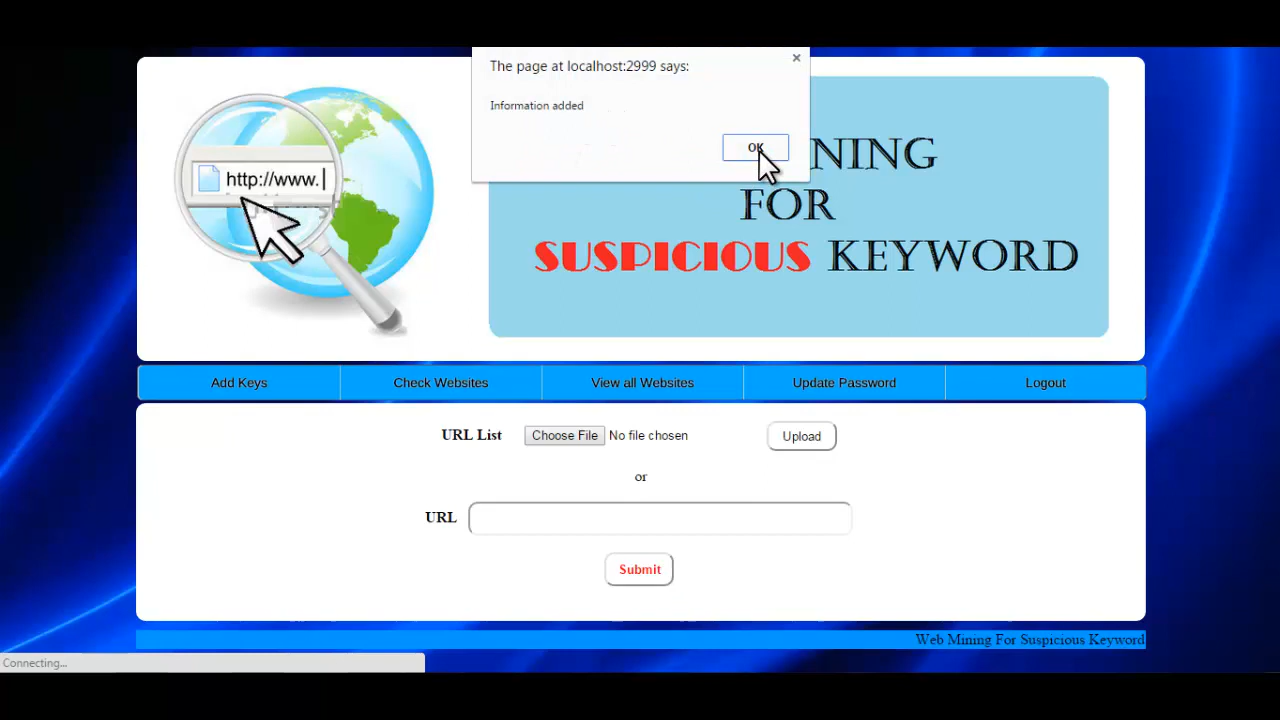 The page at localhost:2999 says:
Information added
OK
NING
FOR
SUSPICIOUS KEYWORD
http://www.
Add Keys
Check Websites
View all Websites
Update Password
Logout
URL List Choose File No file chosen Upload
or
URL
Submit
Web Mining For Suspicious Keyword
Connecting...